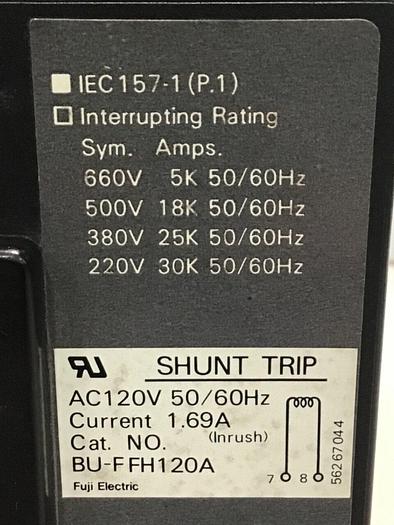 IEC157-1(P.1)
Interrupting Rating
Sym. Amps.
660V 5K 50/60Hz
500V 18K 50/60Hz
380V 25K 50/60Hz
220V 30K 50/60Hz
SHUNT TRIP
AC120V 50/60Hz
Current 1.69A
(Inrush)
Cat. NO.
BU-FFH120A
Fuji Electric
7 8
56267044